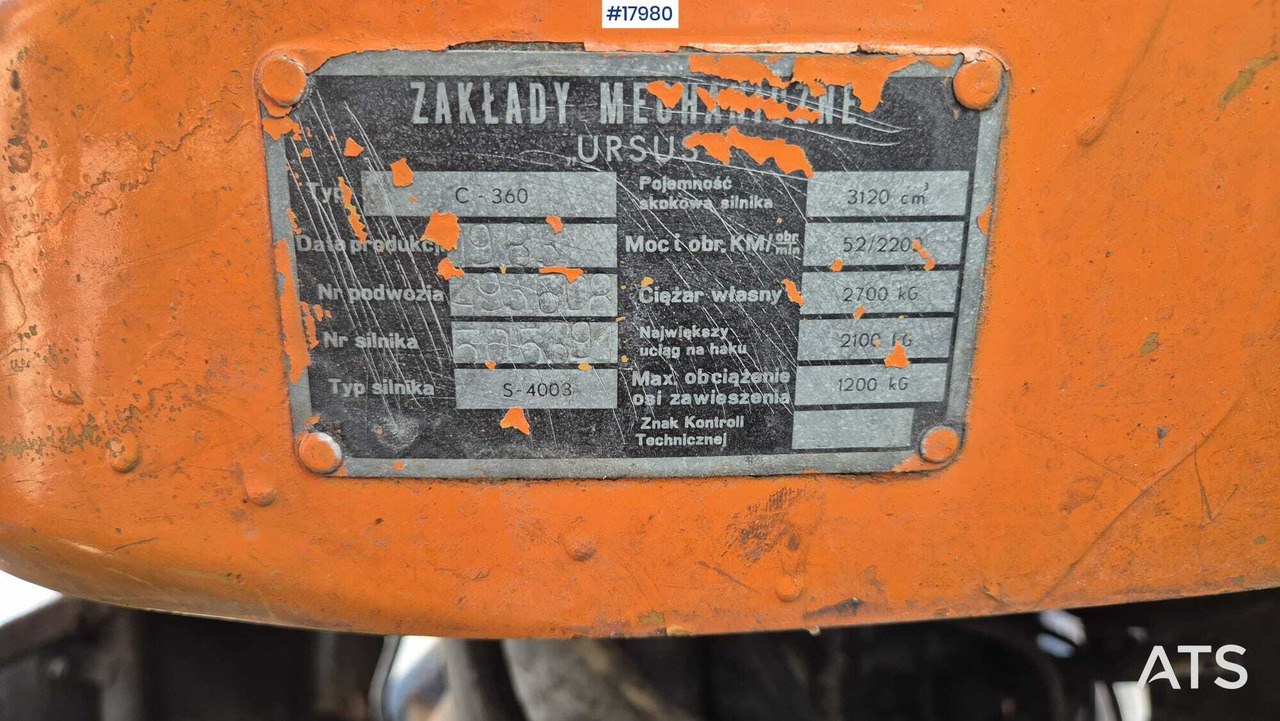 #17980
ZAKŁADY MECHANICZNE
„URSUS
Typ C-360
Data produkcji
Nr podwozia
Nr silnika
Typ silnika S-4003
Pojemność
skokowa silnika 3120 cm³
Moc i obr. KM/obr/min 52/2200
Ciężar własny 2700 kG
Największy
uciąg na haku 2100 kG
Max. obciążenie
osi zawieszenia 1200 kG
Znak Kontroli
Technicznej
ATS